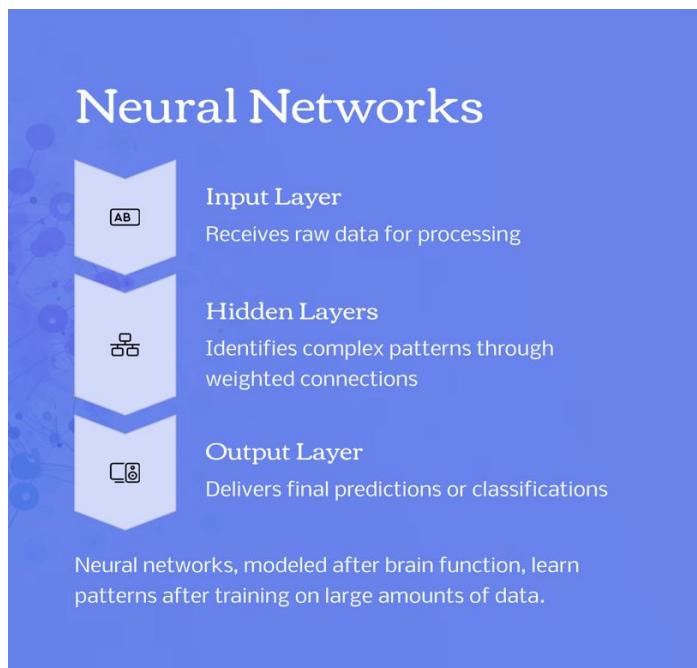 Neural Networks
AB
Input Layer
Receives raw data for processing
Hidden Layers
Identifies complex patterns through
weighted connections
Output Layer
Delivers final predictions or classifications
Neural networks, modeled after brain function, learn
patterns after training on large amounts of data.